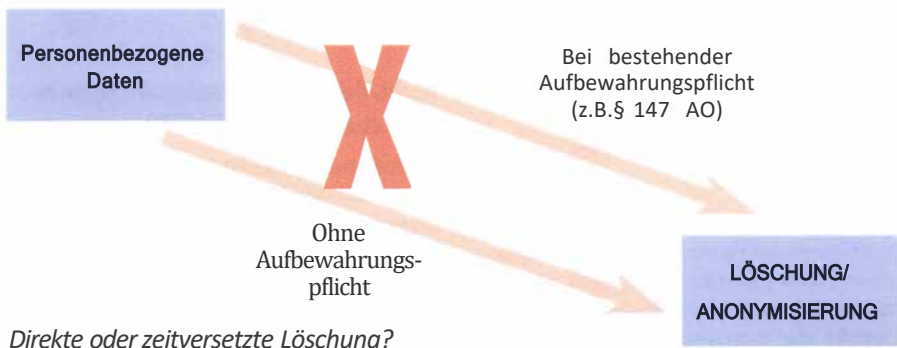 Personenbezogene
Daten
Bei bestehender
Aufbewahrungspflicht
(z.B.§ 147 AO)
X
Ohne
Aufbewahrungs-
pflicht
LÖSCHUNG/
ANONYMISIERUNG
Direkte oder zeitversetzte Löschung?